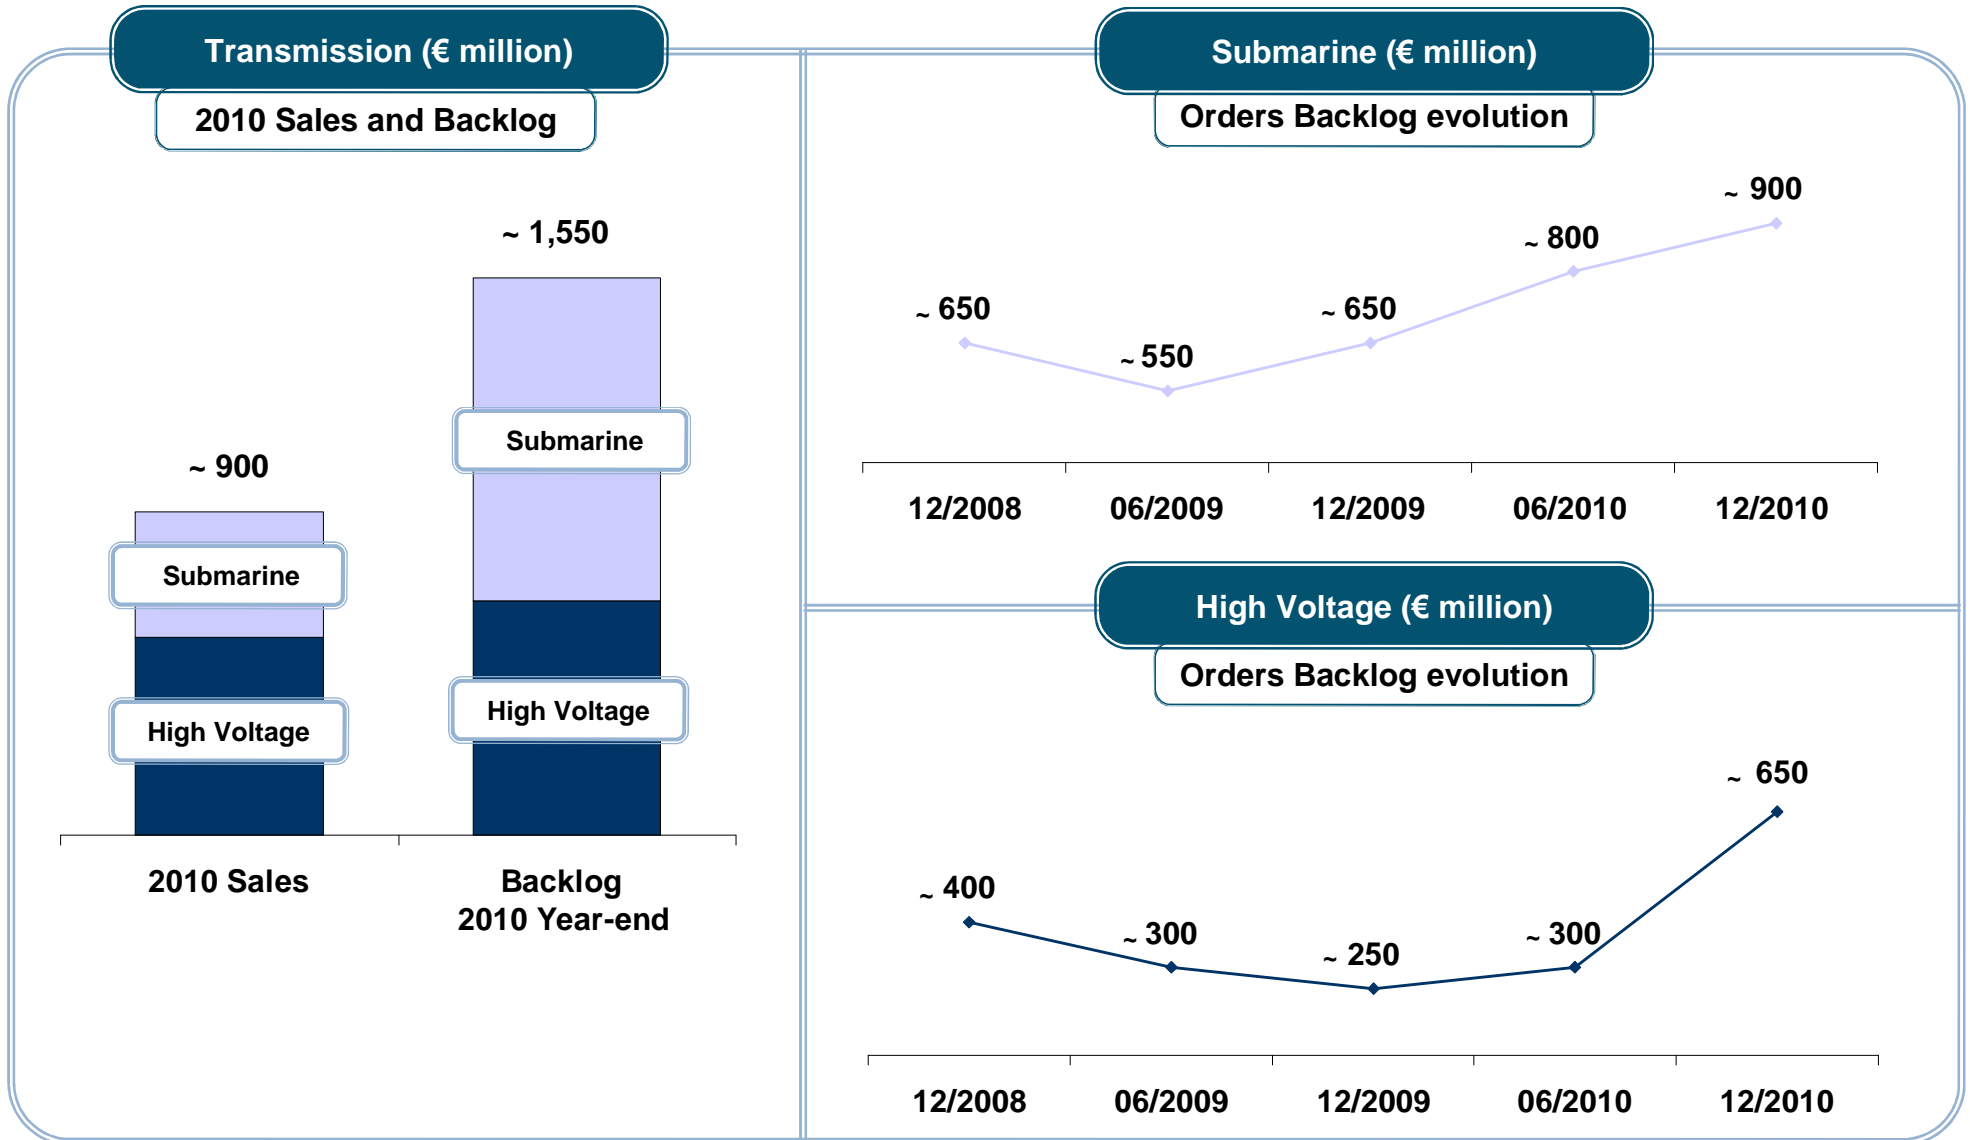 Transmission (€ million)
2010 Sales and Backlog
~ 1,550
Submarine
~ 900
Submarine
High Voltage
High Voltage
2010 Sales
Backlog
2010 Year-end
Submarine (€ million)
Orders Backlog evolution
~ 650
~ 550
~ 650
~ 800
~ 900
12/2008 06/2009 12/2009 06/2010 12/2010
High Voltage (€ million)
Orders Backlog evolution
~ 400
~ 300
~ 250
~ 300
~ 650
12/2008 06/2009 12/2009 06/2010 12/2010